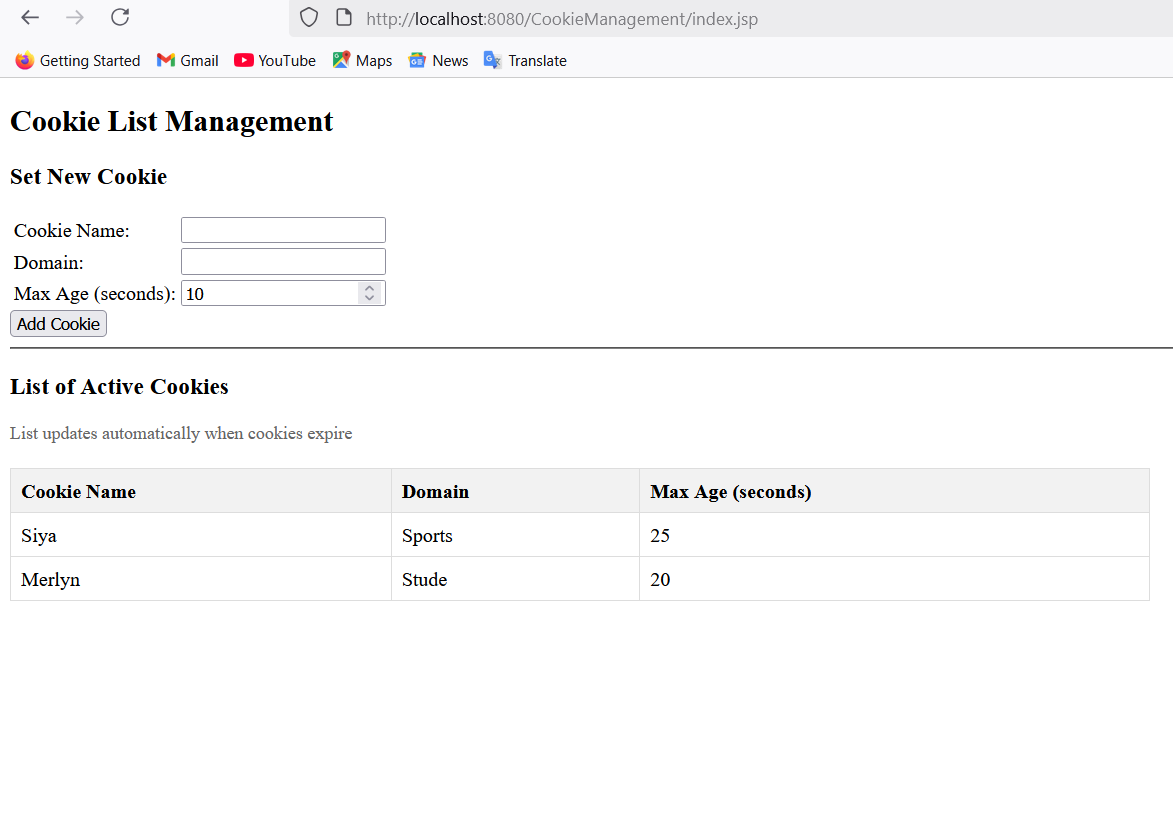 http://localhost:8080/CookieManagement/index.jsp
Getting Started Gmail YouTube Maps News Translate
Cookie List Management
Set New Cookie
Cookie Name:
Domain:
Max Age (seconds): 10
Add Cookie
List of Active Cookies
List updates automatically when cookies expire
Cookie Name Domain Max Age (seconds)
Siya Sports 25
Merlyn Stude 20